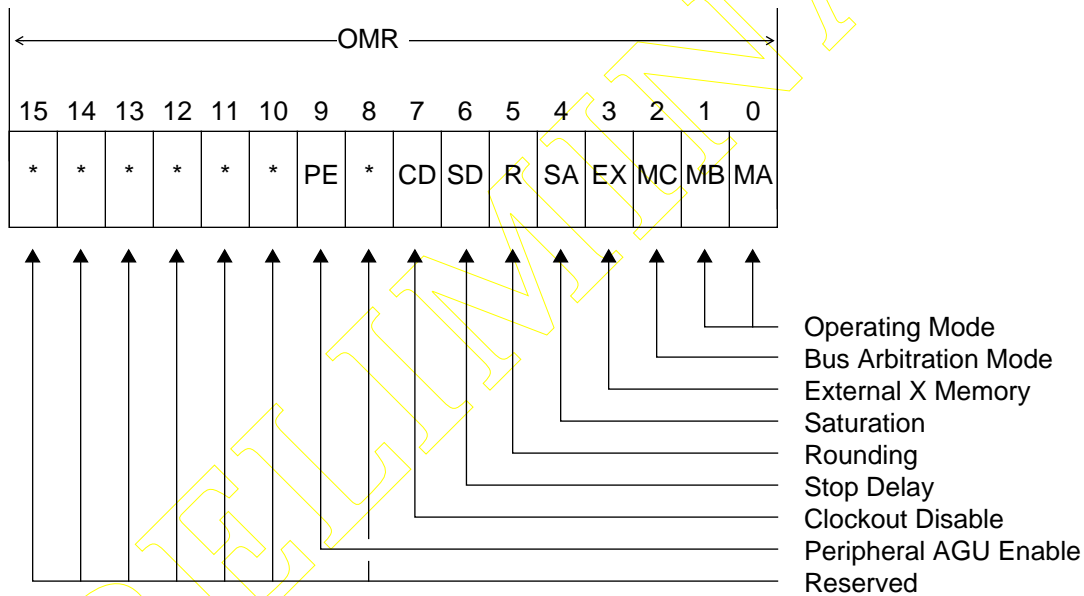 OMR
15 14 13 12 11 10 9 8 7 6 5 4 3 2 1 0
* * * * * * PE * CD SD R SA EX MC MB MA
Operating Mode
Bus Arbitration Mode
External X Memory
Saturation
Rounding
Stop Delay
Clockout Disable
Peripheral AGU Enable
Reserved